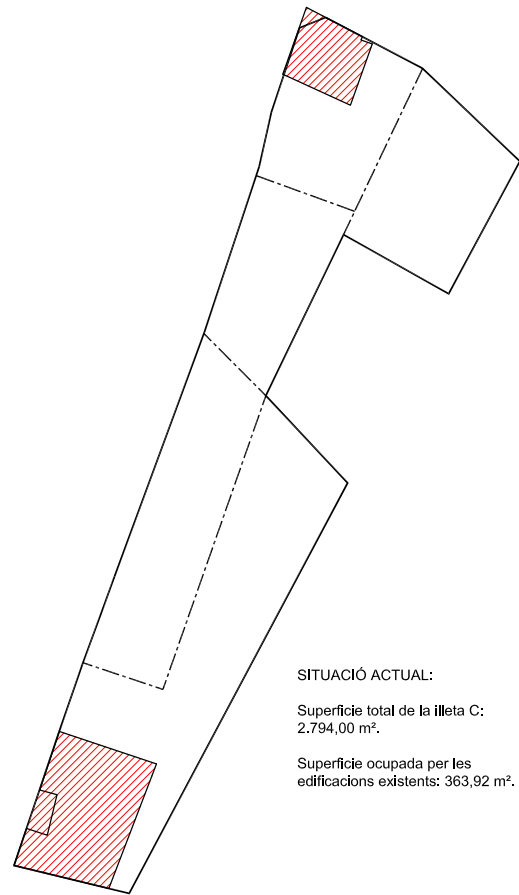 SITUACIÓ ACTUAL:
Superficie total de la illeta C:
2.794,00 m².
Superficie ocupada per les
edificacions existents: 363,92 m².